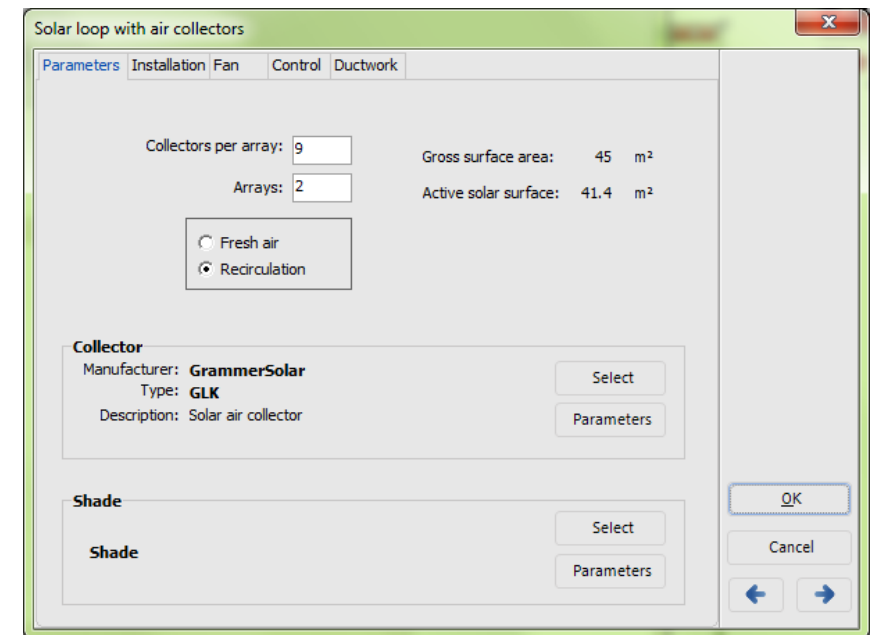 Solar loop with air collectors
Parameters Installation Fan Control Ductwork
Collectors per array: 9
Gross surface area: 45 m²
Arrays: 2
Active solar surface: 41.4 m²
Fresh air
Recirculation
Collector
Manufacturer: GrammerSolar
Type: GLK
Description: Solar air collector
Select
Parameters
Shade
Shade
Select
Parameters
OK
Cancel